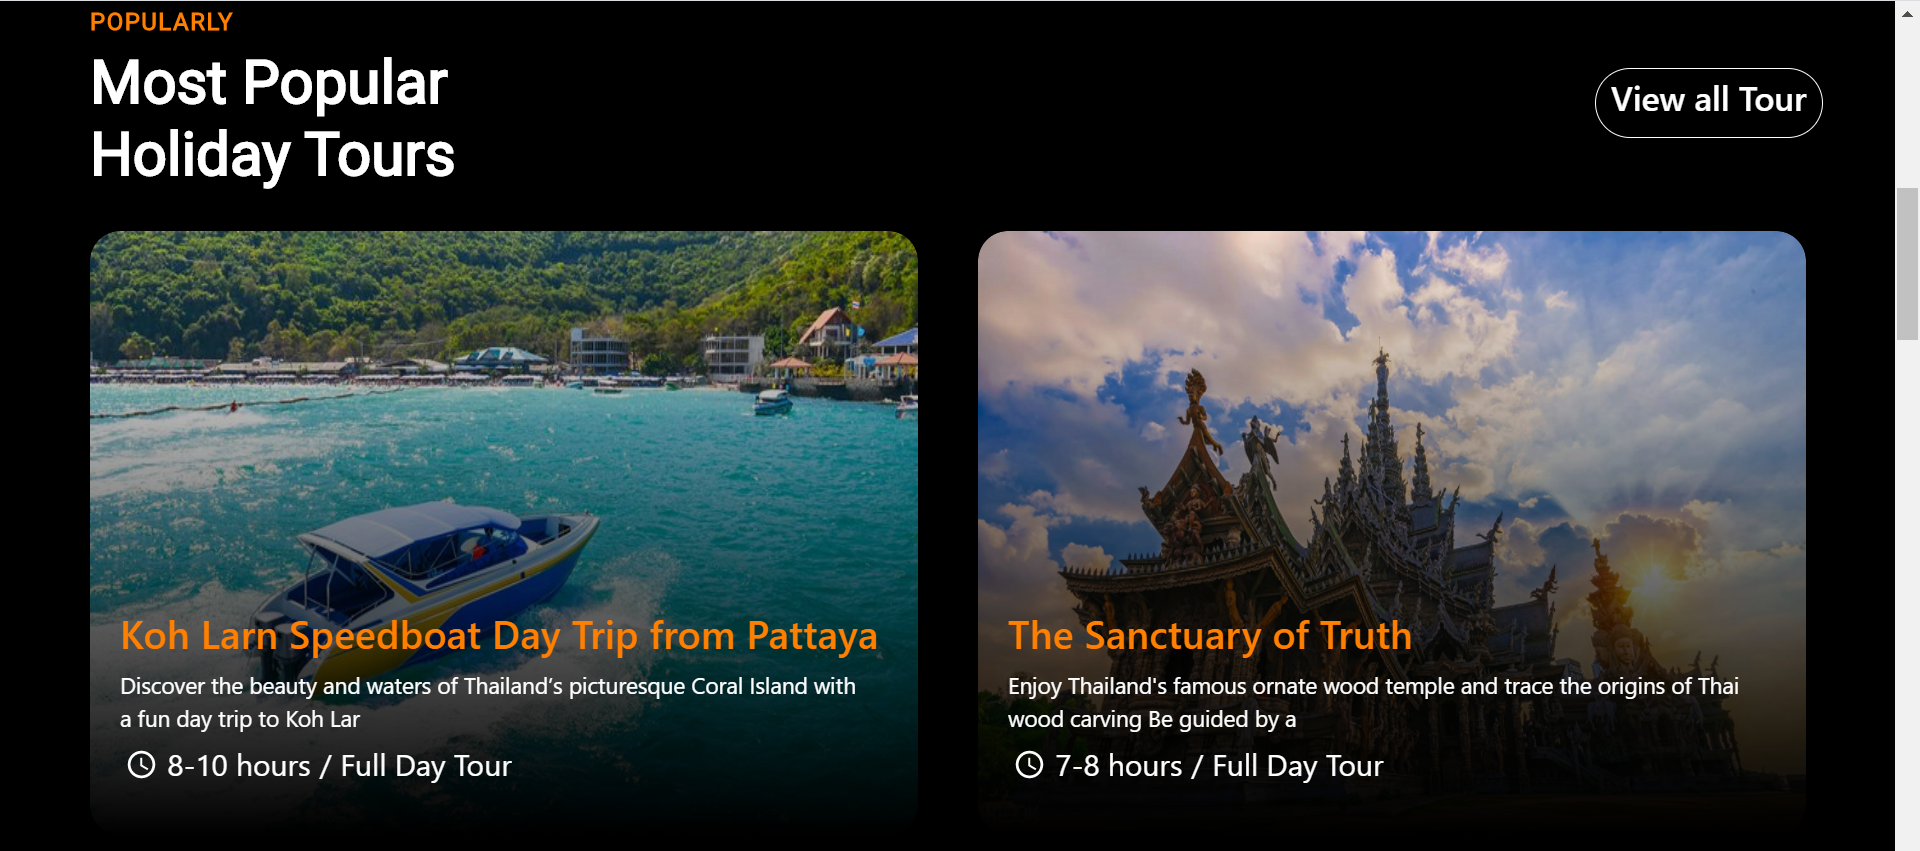 POPULARLY
Most Popular
Holiday Tours
View all Tour
Koh Larn Speedboat Day Trip from Pattaya
Discover the beauty and waters of Thailand’s picturesque Coral Island with
a fun day trip to Koh Lar
8-10 hours / Full Day Tour
The Sanctuary of Truth
Enjoy Thailand's famous ornate wood temple and trace the origins of Thai
wood carving Be guided by a
7-8 hours / Full Day Tour